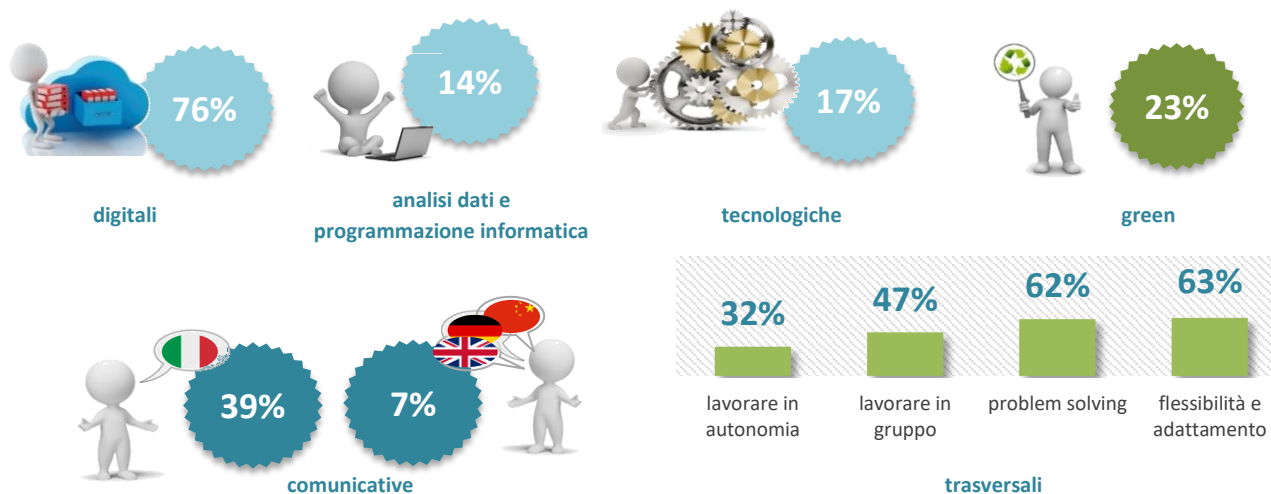 76%
14%
17%
23%
digitali
analisi dati e
programmazione informatica
tecnologiche
green
39%
7%
comunicative
32%
47%
62%
63%
lavorare in
autonomia
lavorare in
gruppo
problem solving
flessibilità e
adattamento
trasversali